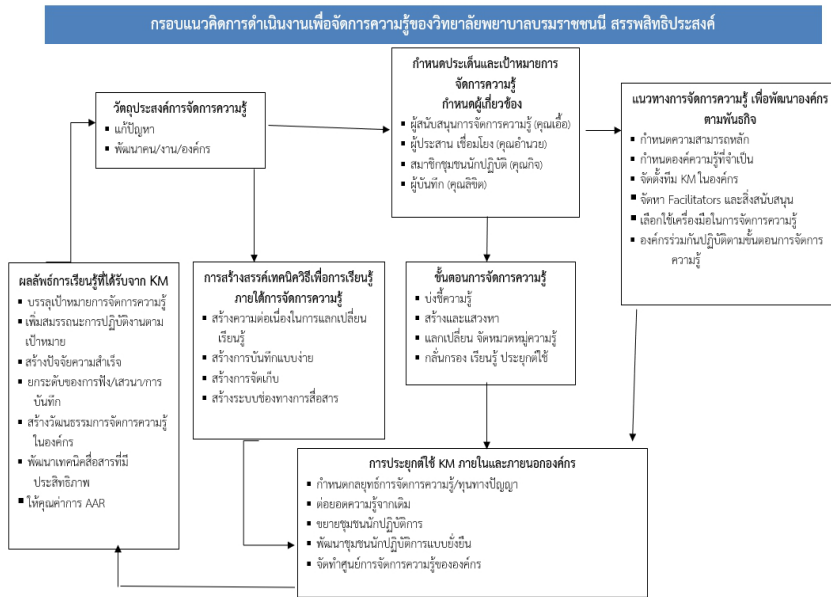 กรอบแนวคิดการดำเนินงานเพื่อจัดการความรู้ของวิทยาลัยพยาบาลบรมราชชนนี สรรพสิทธิประสงค์
วัตถุประสงค์การจัดการความรู้
▪ แก้ปัญหา
▪ พัฒนาคน/งาน/องค์กร
กำหนดประเด็นและเป้าหมายการ
จัดการความรู้
กำหนดผู้เกี่ยวข้อง
▪ ผู้สนับสนุนการจัดการความรู้ (คุณเอื้อ)
▪ ผู้ประสาน เชื่อมโยง (คุณอำนวย)
▪ สมาชิกชุมชนนักปฏิบัติ (คุณกิจ)
▪ ผู้บันทึก (คุณลิขิต)
แนวทางการจัดการความรู้ เพื่อพัฒนาองค์กร
ตามพันธกิจ
▪ กำหนดความสามารถหลัก
▪ กำหนดองค์ความรู้ที่จำเป็น
▪ จัดตั้งทีม KM ในองค์กร
▪ จัดหา Facilitators และสิ่งสนับสนุน
▪ เลือกใช้เครื่องมือในการจัดการความรู้
▪ องค์กรร่วมกันปฏิบัติตามขั้นตอนการจัดการ
ความรู้
ผลลัพธ์การเรียนรู้ที่ได้รับจาก KM
▪ บรรลุเป้าหมายการจัดการความรู้
▪ เพิ่มสมรรถนะการปฏิบัติงานตาม
เป้าหมาย
▪ สร้างปัจจัยความสำเร็จ
▪ ยกระดับของการฟัง/เสวนา/การ
บันทึก
▪ สร้างวัฒนธรรมการจัดการความรู้
ในองค์กร
▪ พัฒนาเทคนิคสื่อสารที่มี
ประสิทธิภาพ
▪ ให้คุณค่าการ AAR
การสร้างสรรค์เทคนิควิธีเพื่อการเรียนรู้
ภายใต้การจัดการความรู้
▪ สร้างความต่อเนื่องในการแลกเปลี่ยน
เรียนรู้
▪ สร้างการบันทึกแบบง่าย
▪ สร้างการจัดเก็บ
▪ สร้างระบบช่องทางการสื่อสาร
ขั้นตอนการจัดการความรู้
▪ บ่งชี้ความรู้
▪ สร้างและแสวงหา
▪ แลกเปลี่ยน จัดหมวดหมู่ความรู้
▪ กลั่นกรอง เรียนรู้ ประยุกต์ใช้
การประยุกต์ใช้ KM ภายในและภายนอกองค์กร
▪ กำหนดกลยุทธ์การจัดการความรู้/ทุนทางปัญญา
▪ ต่อยอดความรู้จากเดิม
▪ ขยายชุมชนนักปฏิบัติการ
▪ พัฒนาชุมชนนักปฏิบัติการแบบยั่งยืน
▪ จัดทำศูนย์การจัดการความรู้ขององค์กร